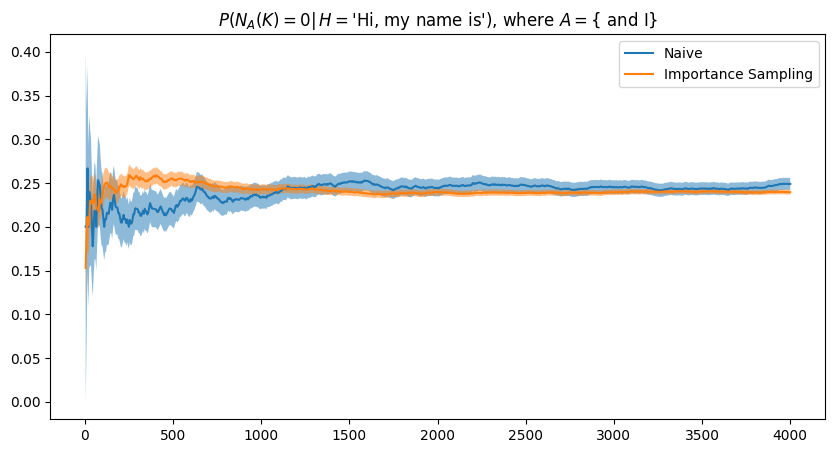 P(N_A(K) = 0| H = 'Hi, my name is'), where A = { and I}
Naive
Importance Sampling
0.40
0.35
0.30
0.25
0.20
0.15
0.10
0.05
0.00
0 500 1000 1500 2000 2500 3000 3500 4000